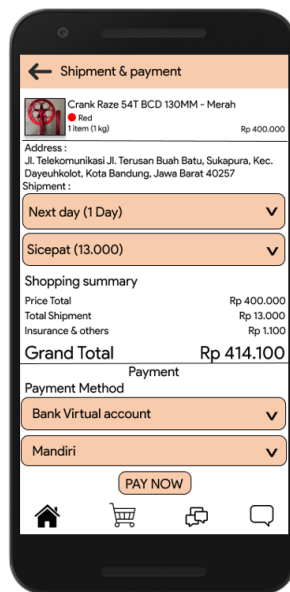 Shipment & payment
Crank Raze 54T BCD 130MM - Merah
Red
1 item (1 kg) Rp 400.000
Address :
Jl. Telekomunikasi Jl. Terusan Buah Batu, Sukapura, Kec.
Dayeuhkolot, Kota Bandung, Jawa Barat 40257
Shipment :
Next day (1 Day)
Sicepat (13.000)
Shopping summary
Price Total Rp 400.000
Total Shipment Rp 13.000
Insurance & others Rp 1.100
Grand Total Rp 414.100
Payment
Payment Method
Bank Virtual account
Mandiri
PAY NOW